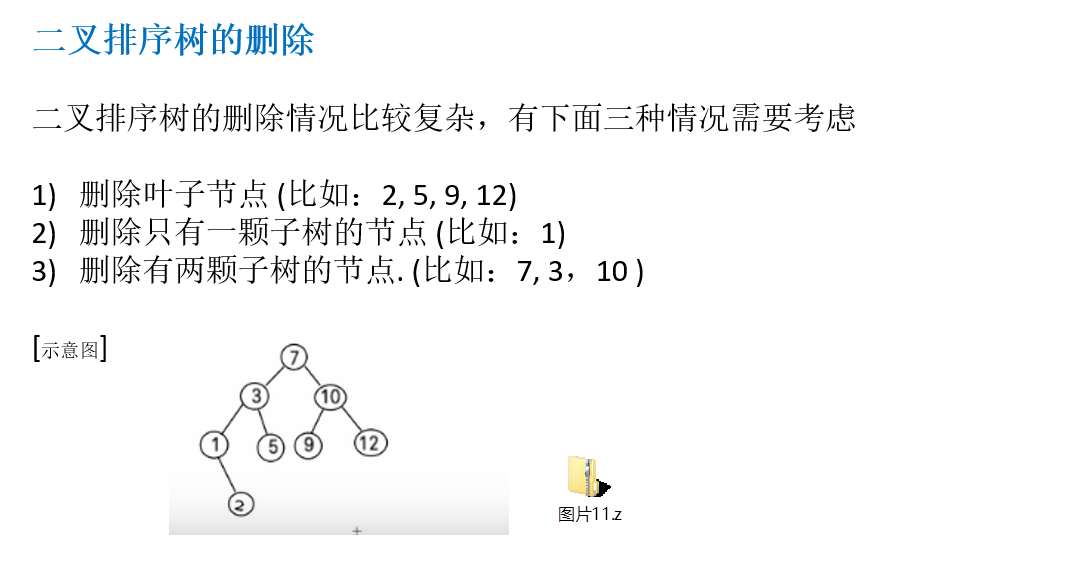 二叉排序树的删除
二叉排序树的删除情况比较复杂，有下面三种情况需要考虑
1) 删除叶子节点 (比如：2, 5, 9, 12)
2) 删除只有一颗子树的节点 (比如：1)
3) 删除有两颗子树的节点. (比如：7, 3，10 )
[示意图]
7
3 10
1 5 9 12
2
图片11.z